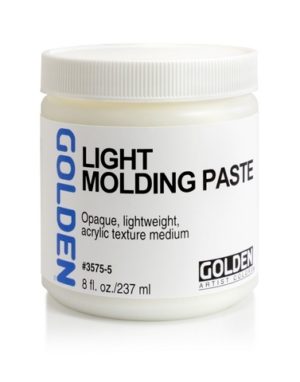 GOLDEN
LIGHT
MOLDING PASTE
Opaque, lightweight,
acrylic texture medium
#3575-5
8 fl. oz./237 ml
GOLDEN
ARTIST COLORS